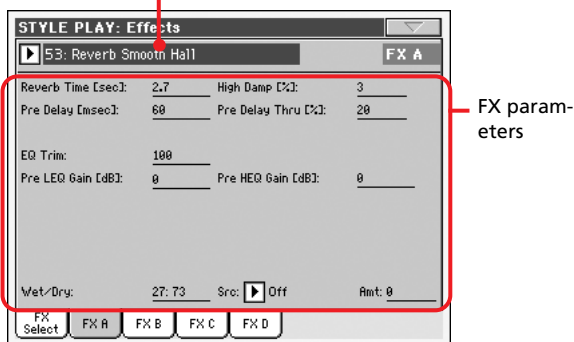 STYLE PLAY: Effects
53: Reverb Smooth Hall FX A
Reverb Time [sec]: 2.7 High Damp [%]: 3
Pre Delay [msec]: 60 Pre Delay Thru [%]: 20
EQ Trim: 100
Pre LEQ Gain [dB]: 0 Pre HEQ Gain [dB]: 0
Wet/Dry: 27:73 Src: Off Amt: 0
FX Select FX A FX B FX C FX D
FX param-
eters